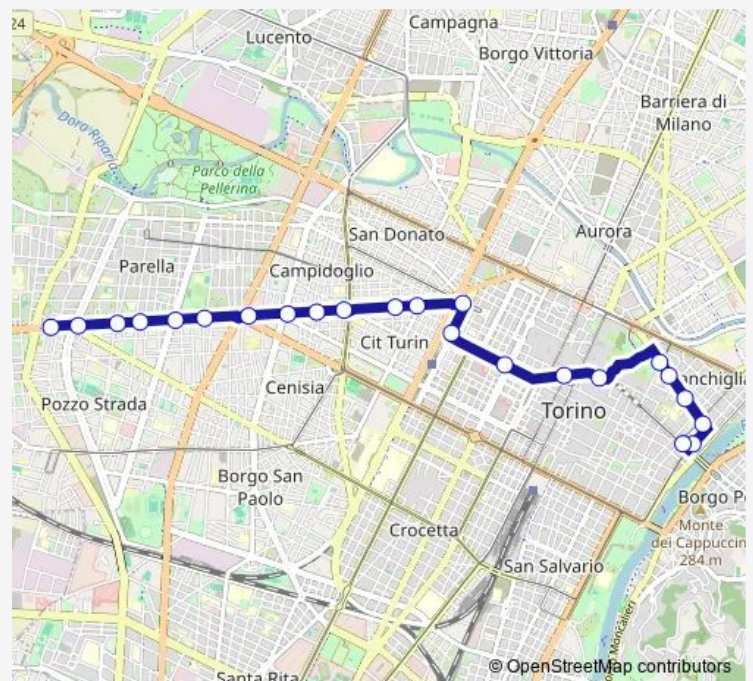 Campagna
24
Lucento
Borgo Vittoria
Barriera di
Milano
Dora Riparia
Parco della
Pellerina
San Donato
Aurora
Parella
Campidoglio
Cit Turin
Cenisia
anchiglia
Pozzo Strada
Torino
Borgo San
Paolo
Borgo P
Crocetta
Monte
dei Cappuccin
284 m
San Salvario
Moncalieri
Santa Rita
© OpenStreetMap contributors